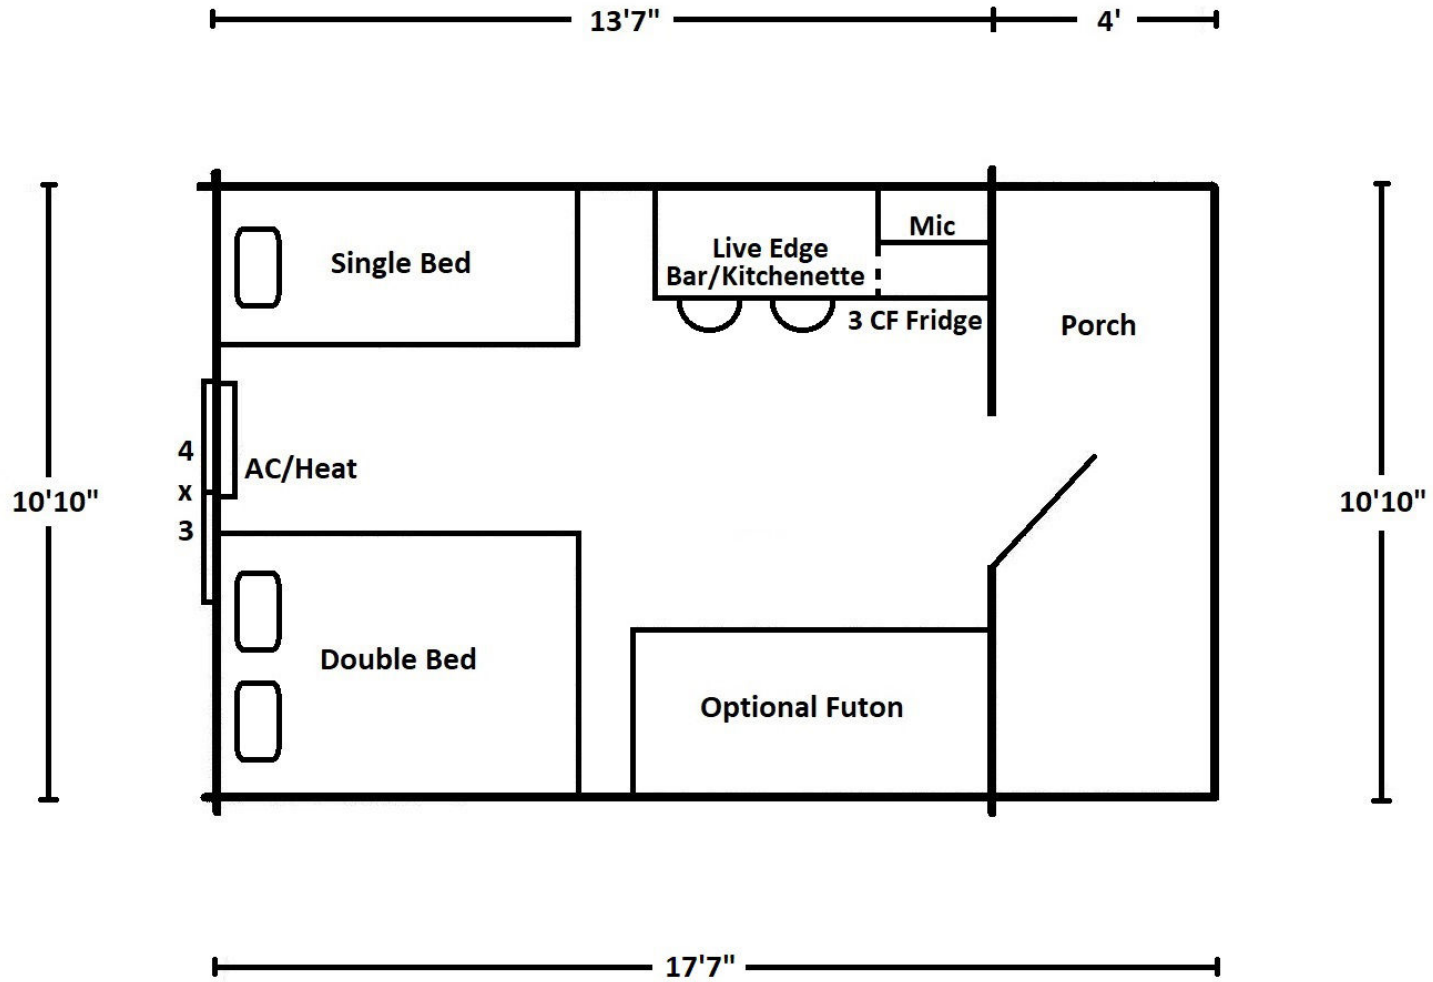 13'7"
4'
Mic
Single Bed
Live Edge
Bar/Kitchenette
3 CF Fridge
Porch
4
x
3
AC/Heat
10'10"
10'10"
Double Bed
Optional Futon
17'7"